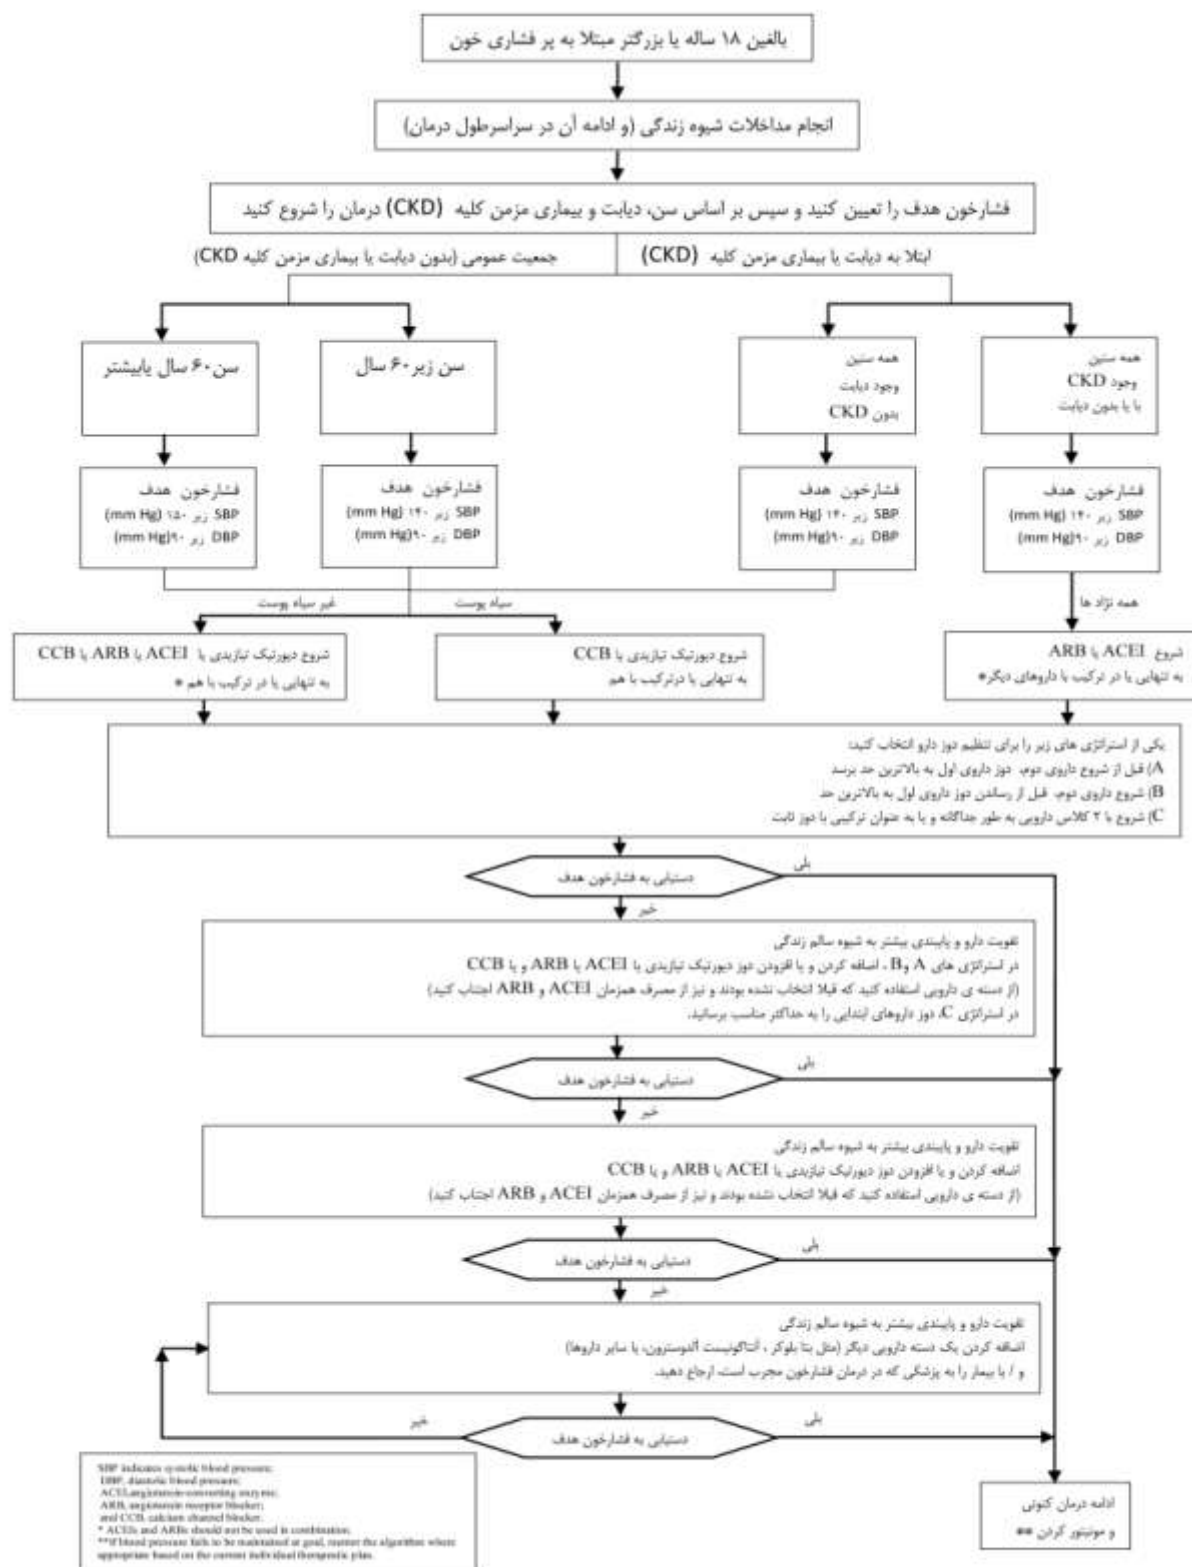 بالغین ۱۸ ساله یا بزرگتر مبتلا به پر فشاری خون
انجام مداخلات شیوه زندگی (و ادامه آن در سراسرطول درمان)
فشارخون هدف را تعیین کنید و سپس بر اساس سن، دیابت و بیماری مزمن کلیه (CKD) درمان را شروع کنید
ابتلا به دیابت یا بیماری مزمن کلیه (CKD)
جمعیت عمومی (بدون دیابت یا بیماری مزمن کلیه CKD)
همه سنین
وجود CKD
با یا بدون دیابت
همه سنین
وجود دیابت
بدون CKD
سن زیر ۶۰ سال
سن ۶۰ سال یابیشتر
فشارخون هدف
SBP زیر ۱۴۰ (mm Hg)
DBP زیر ۹۰(mm Hg)
فشارخون هدف
SBP زیر ۱۴۰ (mm Hg)
DBP زیر ۹۰(mm Hg)
فشارخون هدف
SBP زیر ۱۴۰ (mm Hg)
DBP زیر ۹۰(mm Hg)
فشارخون هدف
SBP زیر ۱۵۰ (mm Hg)
DBP زیر ۹۰(mm Hg)
همه نژاد ها
سیاه پوست
غیر سیاه پوست
شروع ACEI یا ARB
به تنهایی یا در ترکیب با داروهای دیگر*
شروع دیورتیک تیازیدی یا CCB
به تنهایی یا درترکیب با هم
شروع دیورتیک تیازیدی یا ACEI یا ARB یا CCB
به تنهایی یا در ترکیب با هم *
یکی از استراتژی های زیر را برای تنظیم دوز دارو انتخاب کنید:
A) قبل از شروع داروی دوم، دوز داروی اول به بالاترین حد برسد
B) شروع داروی دوم، قبل از رساندن دوز داروی اول به بالاترین حد
C) شروع با ۲ کلاس دارویی به طور جداگانه و یا به عنوان ترکیبی با دوز ثابت
دستیابی به فشارخون هدف
بلی
خیر
تقویت دارو و پایبندی بیشتر به شیوه سالم زندگی
در استراتژی های A وB ، اضافه کردن و یا افزودن دوز دیورتیک تیازیدی یا ACEI یا ARB و یا CCB
(از دسته ی دارویی استفاده کنید که قبلا انتخاب نشده بودند و نیز از مصرف همزمان ACEI و ARB اجتناب کنید)
در استراتژی C، دوز داروهای ابتدایی را به حداکثر مناسب برسانید.
دستیابی به فشارخون هدف
بلی
خیر
تقویت دارو و پایبندی بیشتر به شیوه سالم زندگی
اضافه کردن و یا افزودن دوز دیورتیک تیازیدی یا ACEI یا ARB و یا CCB
(از دسته ی دارویی استفاده کنید که قبلا انتخاب نشده بودند و نیز از مصرف همزمان ACEI و ARB اجتناب کنید)
دستیابی به فشارخون هدف
بلی
خیر
تقویت دارو و پایبندی بیشتر به شیوه سالم زندگی
اضافه کردن یک دسته دارویی دیگر (مثل بتا بلوکر ، آنتاگونیست آلدوسترون، یا سایر داروها)
و / یا بیمار را به پزشکی که در درمان فشارخون مجرب است، ارجاع دهید.
دستیابی به فشارخون هدف
بلی
خیر
ادامه درمان کنونی
و مونیتور کردن **
SBP indicates systolic blood pressure;
DBP, diastolic blood pressure;
ACEI,angiotensin-converting enzyme;
ARB, angiotensin receptor blocker;
and CCB, calcium channel blocker.
* ACEIs and ARBs should not be used in combination.
**If blood pressure fails to be maintained at goal, reenter the algorithm where
appropriate based on the current individual therapeutic plan.